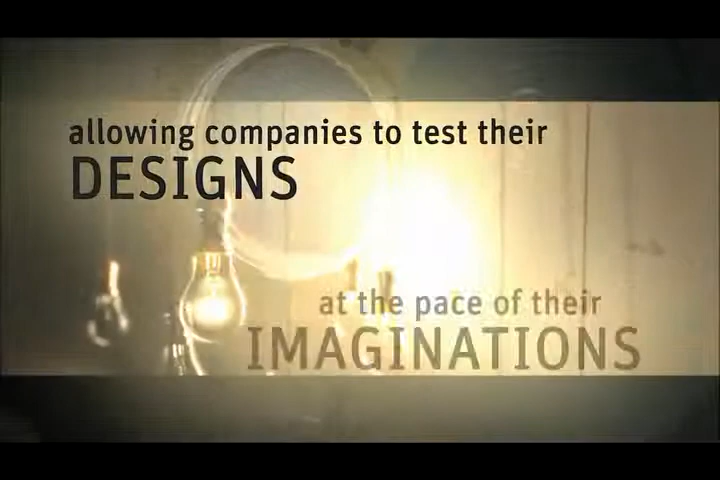 allowing companies to test their
DESIGNS
at the pace of their
IMAGINATIONS